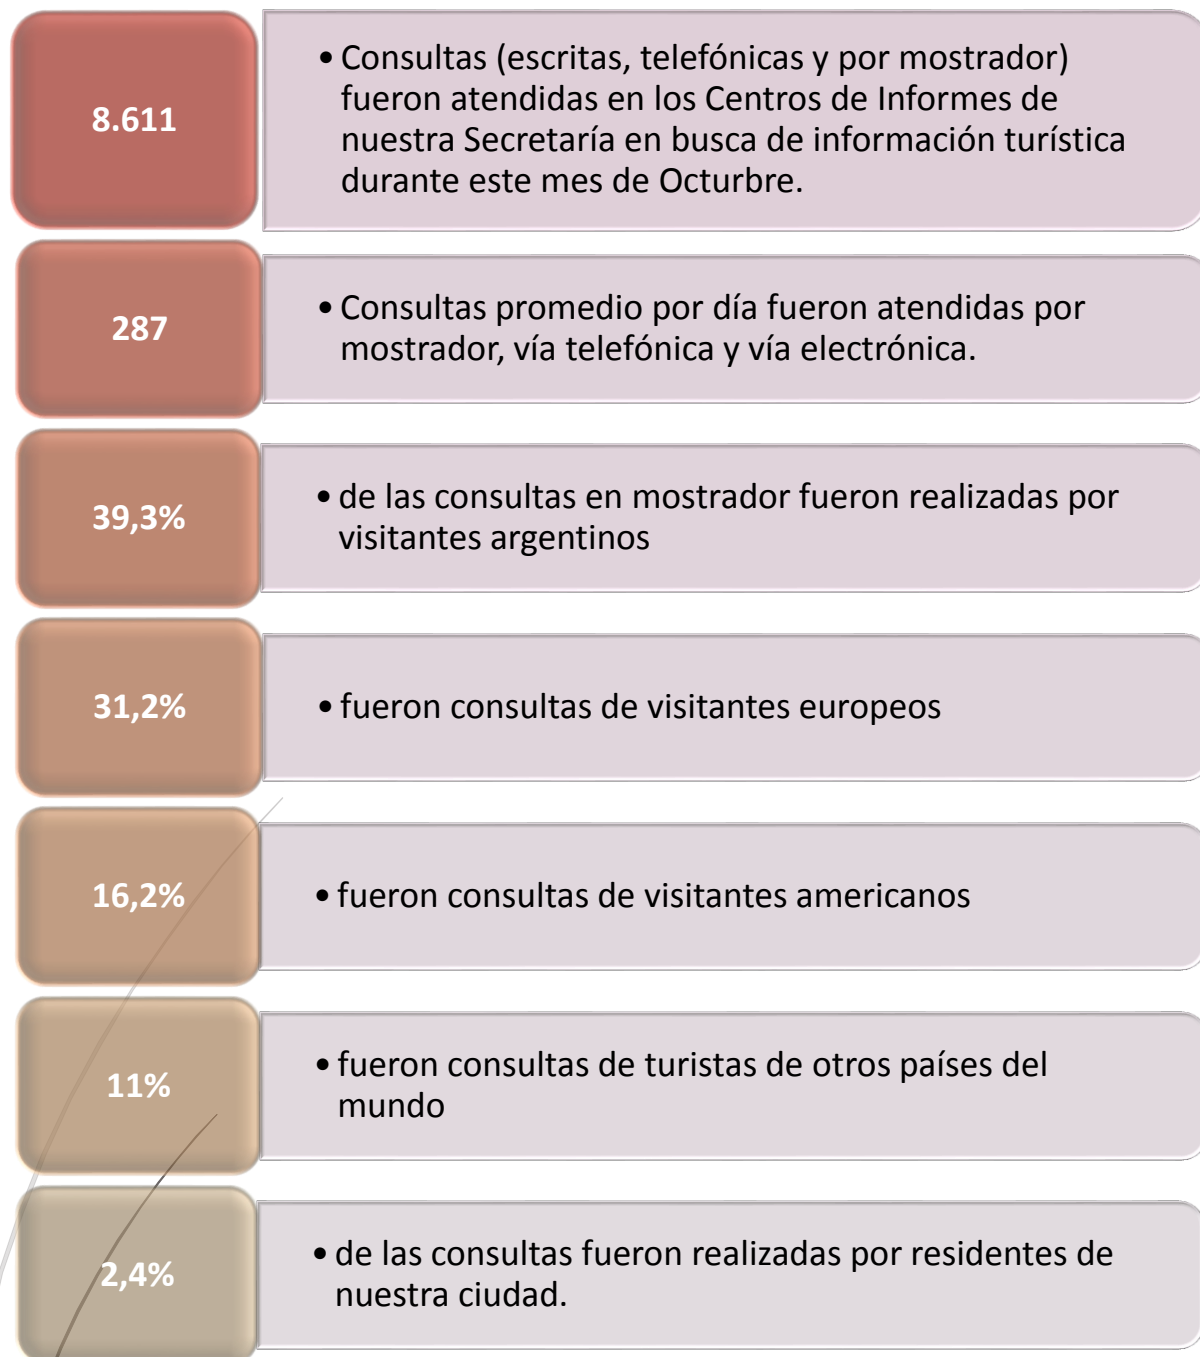 8.611
• Consultas (escritas, telefónicas y por mostrador)
fueron atendidas en los Centros de Informes de
nuestra Secretaría en busca de información turística
durante este mes de Octurbre.
287
• Consultas promedio por día fueron atendidas por
mostrador, vía telefónica y vía electrónica.
39,3%
• de las consultas en mostrador fueron realizadas por
visitantes argentinos
31,2%
• fueron consultas de visitantes europeos
16,2%
• fueron consultas de visitantes americanos
11%
• fueron consultas de turistas de otros países del
mundo
2,4%
• de las consultas fueron realizadas por residentes de
nuestra ciudad.